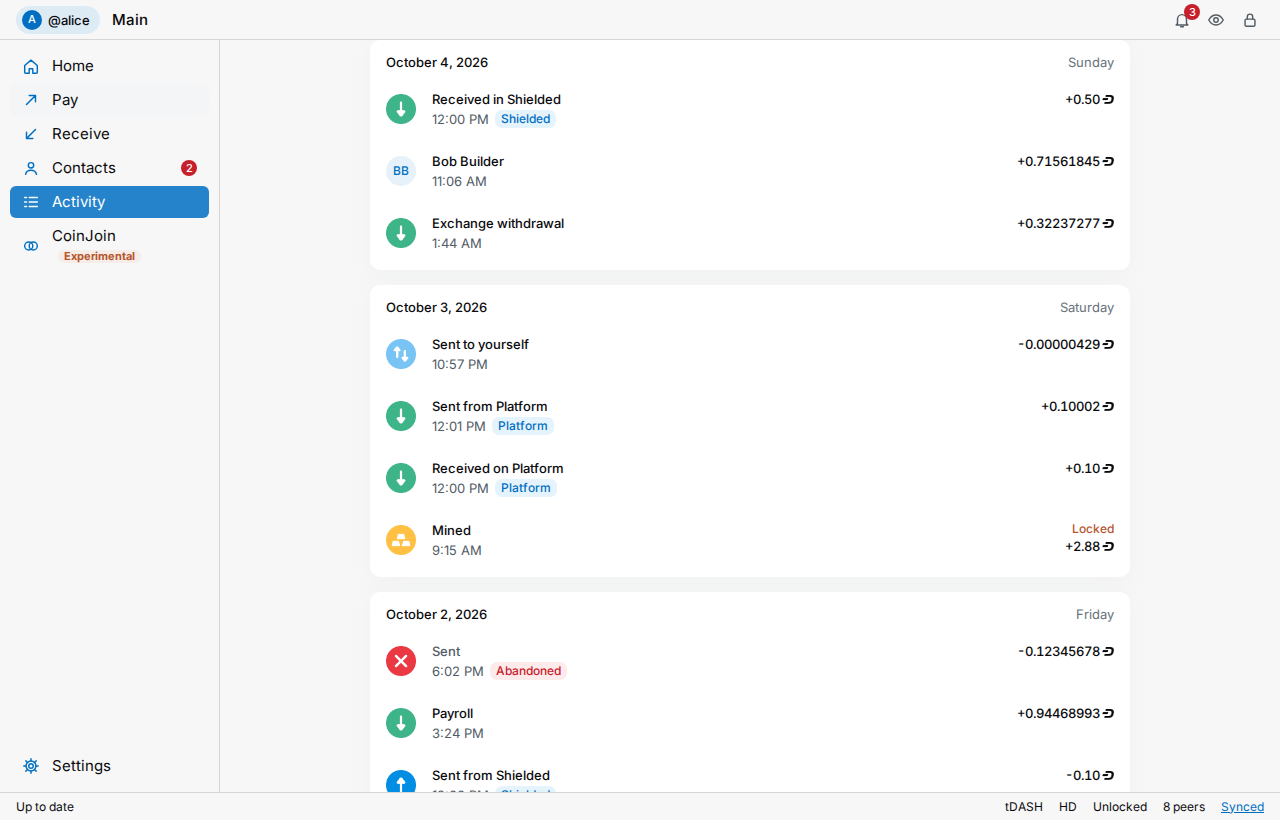 A @alice Main 3
Home
Pay
Receive
Contacts 2
Activity
CoinJoin
Experimental
Settings
October 4, 2026 Sunday
Received in Shielded +0.50
12:00 PM Shielded
BB Bob Builder +0.71561845
11:06 AM
Exchange withdrawal +0.32237277
1:44 AM
October 3, 2026 Saturday
Sent to yourself -0.00000429
10:57 PM
Sent from Platform +0.10002
12:01 PM Platform
Received on Platform +0.10
12:00 PM Platform
Mined Locked
9:15 AM +2.88
October 2, 2026 Friday
Sent -0.12345678
6:02 PM Abandoned
Payroll +0.94468993
3:24 PM
Sent from Shielded -0.10
Up to date tDASH HD Unlocked 8 peers Synced